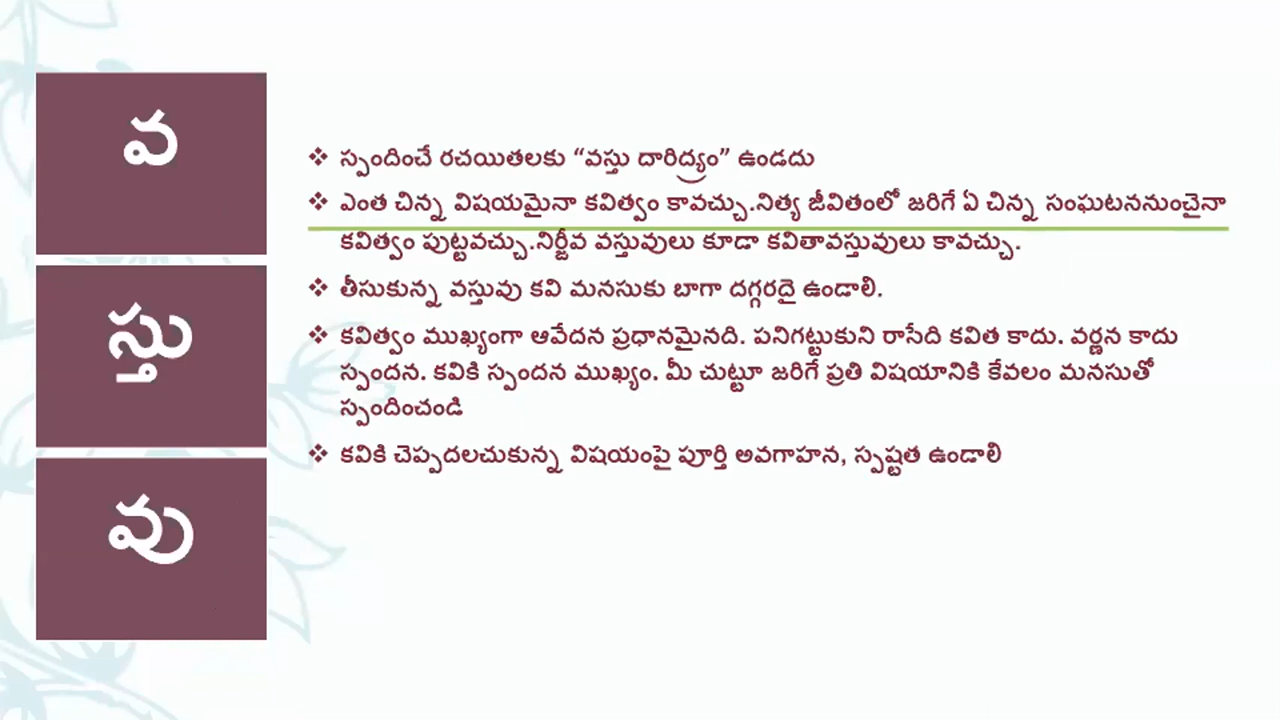 వ
స్తు
వు
❖ స్పందించే రచయితలకు “వస్తు దారిద్ర్యం” ఉండదు
❖ ఎంత చిన్న విషయమైనా కవిత్వం కావచ్చు.నిత్య జీవితంలో జరిగే ఏ చిన్న సంఘటననుంచైనా
కవిత్వం పుట్టవచ్చు.నిర్జీవ వస్తువులు కూడా కవితావస్తువులు కావచ్చు.
❖ తీసుకున్న వస్తువు కవి మనసుకు బాగా దగ్గరదై ఉండాలి.
❖ కవిత్వం ముఖ్యంగా ఆవేదన ప్రధానమైనది. పనిగట్టుకుని రాసేది కవిత కాదు. వర్ణన కాదు
స్పందన. కవికి స్పందన ముఖ్యం. మీ చుట్టూ జరిగే ప్రతి విషయానికి కేవలం మనసుతో
స్పందించండి
❖ కవికి చెప్పదలచుకున్న విషయంపై పూర్తి అవగాహన, స్పష్టత ఉండాలి